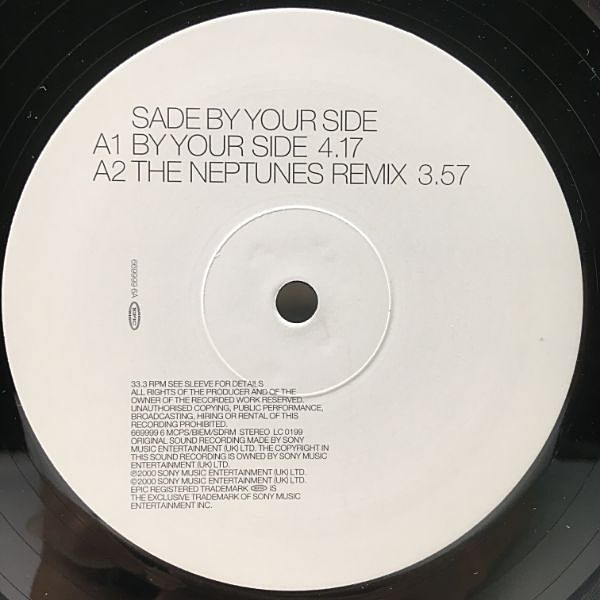 SADE BY YOUR SIDE
A1 BY YOUR SIDE 4.17
A2 THE NEPTUNES REMIX 3.57
669999 6A
EPIC
33.3 RPM SEE SLEEVE FOR DETAILS
ALL RIGHTS OF THE PRODUCER AND OF THE
OWNER OF THE RECORDED WORK RESERVED.
UNAUTHORISED COPYING, PUBLIC PERFORMANCE,
BROADCASTING, HIRING OR RENTAL OF THIS
RECORDING PROHIBITED.
669999 6 MCPS/BIEM/SDRM STEREO LC 0199
ORIGINAL SOUND RECORDING MADE BY SONY
MUSIC ENTERTAINMENT (UK) LTD. THE COPYRIGHT IN
THIS SOUND RECORDING IS OWNED BY SONY MUSIC
ENTERTAINMENT (UK) LTD.
℗2000 SONY MUSIC ENTERTAINMENT (UK) LTD.
©2000 SONY MUSIC ENTERTAINMENT (UK) LTD.
EPIC REGISTERED TRADEMARK EPIC IS
THE EXCLUSIVE TRADEMARK OF SONY MUSIC
ENTERTAINMENT INC.